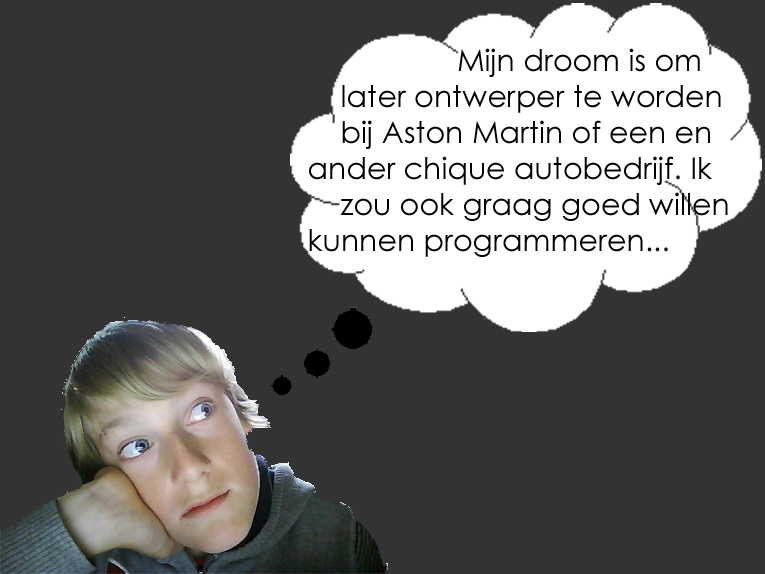 Mijn droom is om
later ontwerper te worden
bij Aston Martin of een en
ander chique autobedrijf. Ik
zou ook graag goed willen
kunnen programmeren...